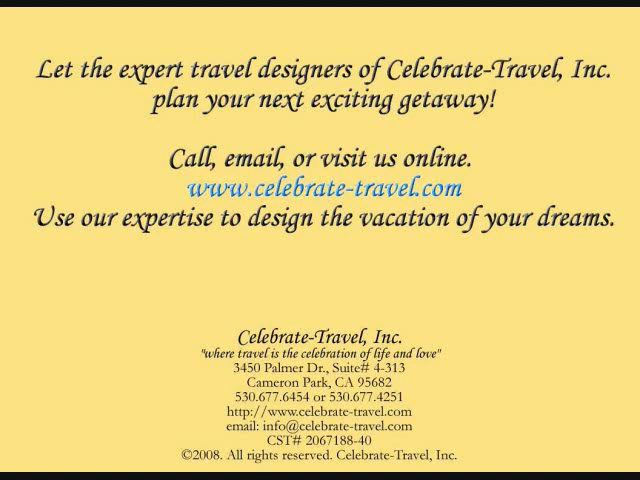 Let the expert travel designers of Celebrate-Travel, Inc.
plan your next exciting getaway!
Call, email, or visit us online.
www.celebrate-travel.com
Use our expertise to design the vacation of your dreams.
Celebrate-Travel, Inc.
"where travel is the celebration of life and love"
3450 Palmer Dr., Suite# 4-313
Cameron Park, CA 95682
530.677.6454 or 530.677.4251
http://www.celebrate-travel.com
email: info@celebrate-travel.com
CST# 2067188-40
©2008. All rights reserved. Celebrate-Travel, Inc.